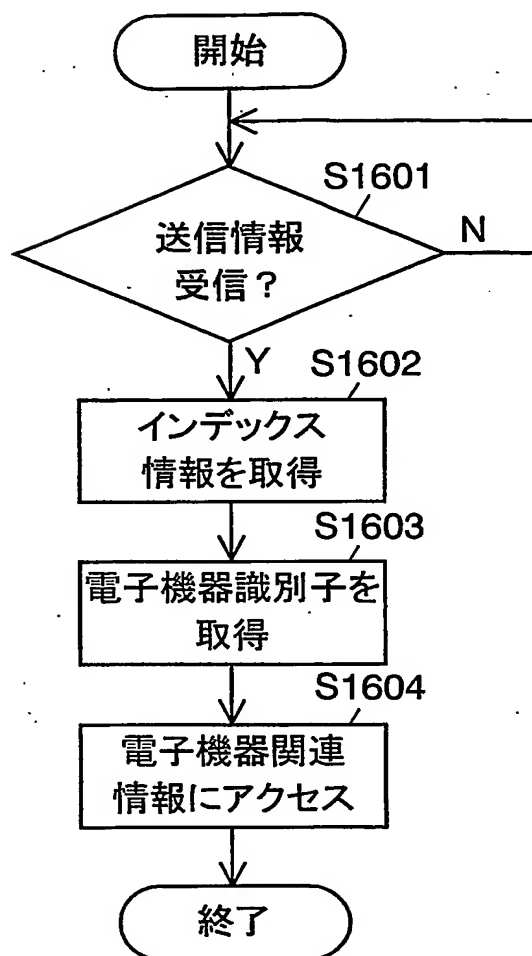 開始
S1601
送信情報
受信?
N
Y
S1602
インデックス
情報を取得
S1603
電子機器識別子を
取得
S1604
電子機器関連
情報にアクセス
終了